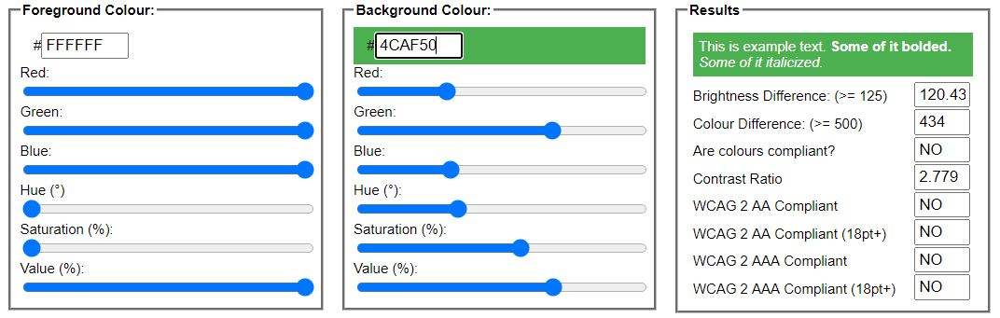 Foreground Colour:
#FFFFFF
Red:
Green:
Blue:
Hue (°)
Saturation (%):
Value (%):
Background Colour:
#4CAF50
Red:
Green:
Blue:
Hue (°):
Saturation (%):
Value (%):
Results
This is example text. Some of it bolded.
Some of it italicized.
Brightness Difference: (>= 125) 120.43
Colour Difference: (>= 500) 434
Are colours compliant? NO
Contrast Ratio 2.779
WCAG 2 AA Compliant NO
WCAG 2 AA Compliant (18pt+) NO
WCAG 2 AAA Compliant NO
WCAG 2 AAA Compliant (18pt+) NO